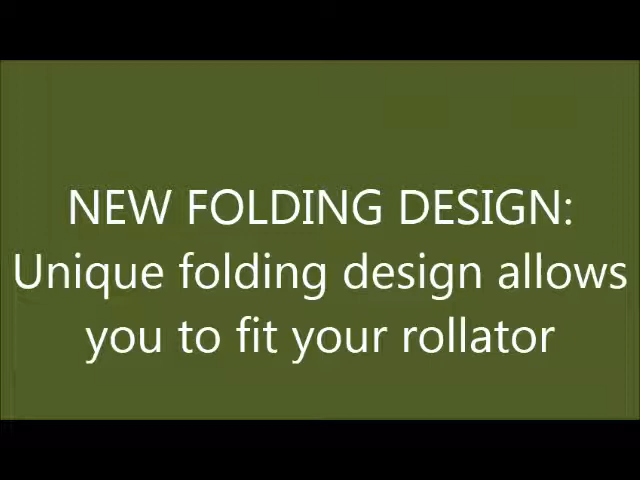 NEW FOLDING DESIGN:
Unique folding design allows
you to fit your rollator